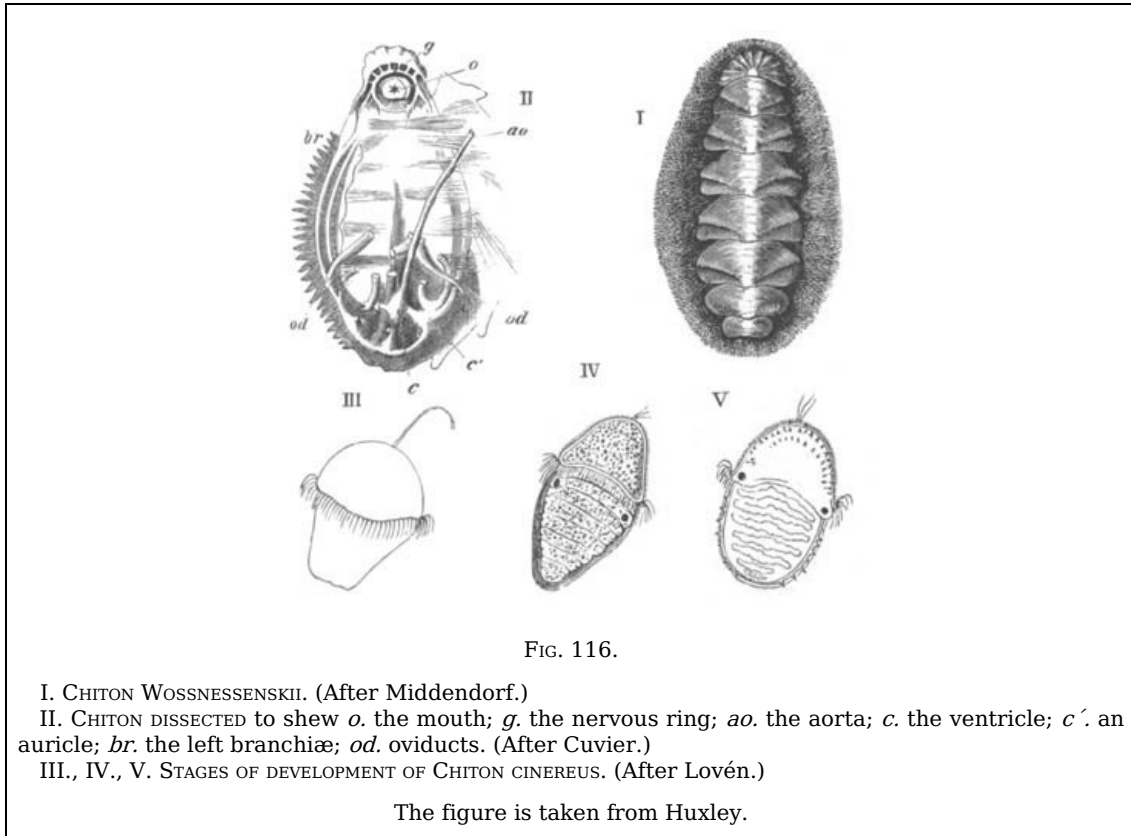 g
o
II
I
ao
br
od
od
c´
c
IV
III
V
FIG. 116.
I. CHITON WOSSNESSENSKII. (After Middendorf.)
II. CHITON DISSECTED to shew o. the mouth; g. the nervous ring; ao. the aorta; c. the ventricle; c´. an
auricle; br. the left branchiæ; od. oviducts. (After Cuvier.)
III., IV., V. STAGES OF DEVELOPMENT OF CHITON CINEREUS. (After Lovén.)
The figure is taken from Huxley.